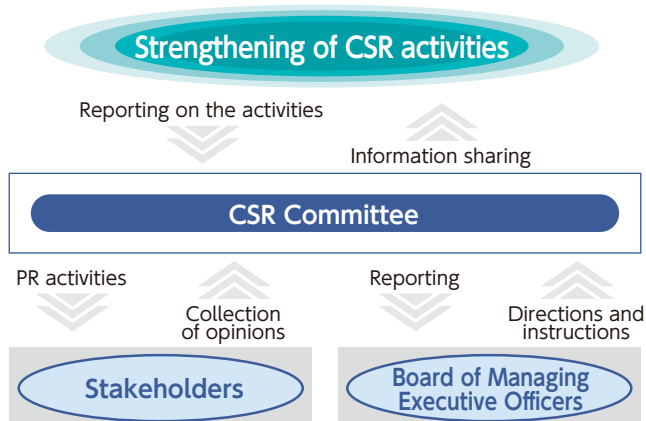 Strengthening of CSR activities
Reporting on the activities
Information sharing
CSR Committee
PR activities
Collection
of opinions
Reporting
Directions and
instructions
Stakeholders
Board of Managing
Executive Officers